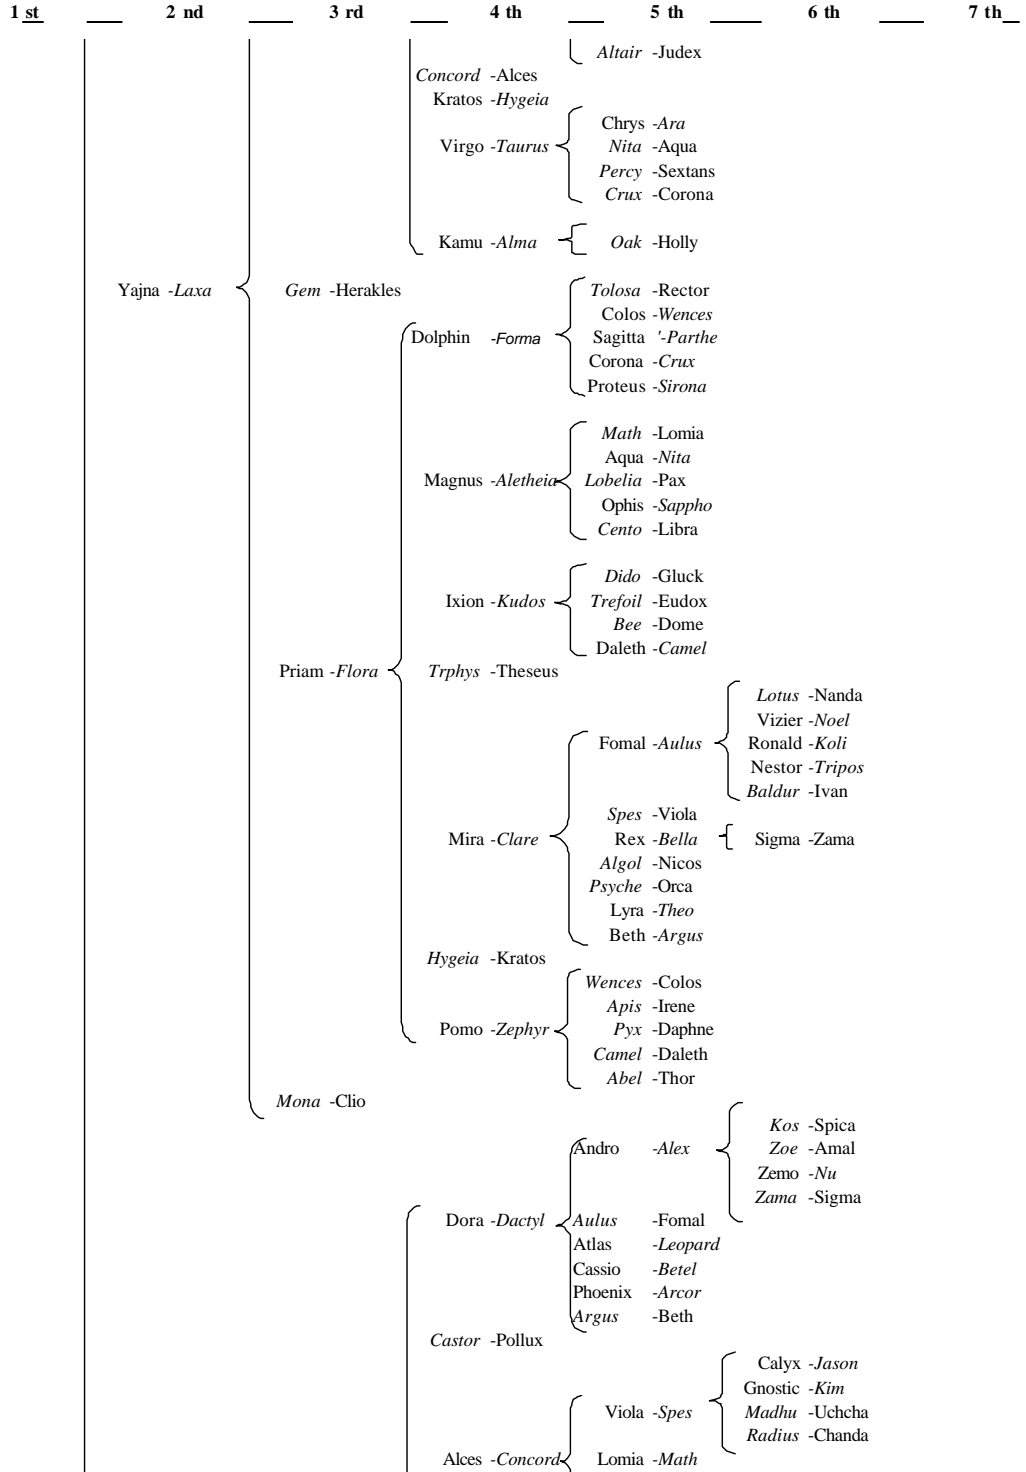 1 st 2 nd 3 rd 4 th 5 th 6 th 7 th
Altair -Judex
Concord -Alces
Kratos -Hygeia
Chrys -Ara
Virgo -Taurus Nita -Aqua
Percy -Sextans
Crux -Corona
Kamu -Alma Oak -Holly
Yajna -Laxa Gem -Herakles Tolosa -Rector
Colos -Wences
Dolphin -Forma Sagitta '-Parthe
Corona -Crux
Proteus -Sirona
Math -Lomia
Aqua -Nita
Magnus -Aletheia Lobelia -Pax
Ophis -Sappho
Cento -Libra
Dido -Gluck
Ixion -Kudos Trefoil -Eudox
Bee -Dome
Daleth -Camel
Priam -Flora Trphys -Theseus
Lotus -Nanda
Vizier -Noel
Fomal -Aulus Ronald -Koli
Nestor -Tripos
Baldur -Ivan
Spes -Viola
Mira -Clare Rex -Bella Sigma -Zama
Algol -Nicos
Psyche -Orca
Lyra -Theo
Beth -Argus
Hygeia -Kratos
Wences -Colos
Apis -Irene
Pomo -Zephyr Pyx -Daphne
Camel -Daleth
Abel -Thor
Mona -Clio
Kos -Spica
Andro -Alex Zoe -Amal
Zemo -Nu
Zama -Sigma
Dora -Dactyl Aulus -Fomal
Atlas -Leopard
Cassio -Betel
Phoenix -Arcor
Argus -Beth
Castor -Pollux
Calyx -Jason
Gnostic -Kim
Viola -Spes Madhu -Uchcha
Radius -Chanda
Alces -Concord Lomia -Math